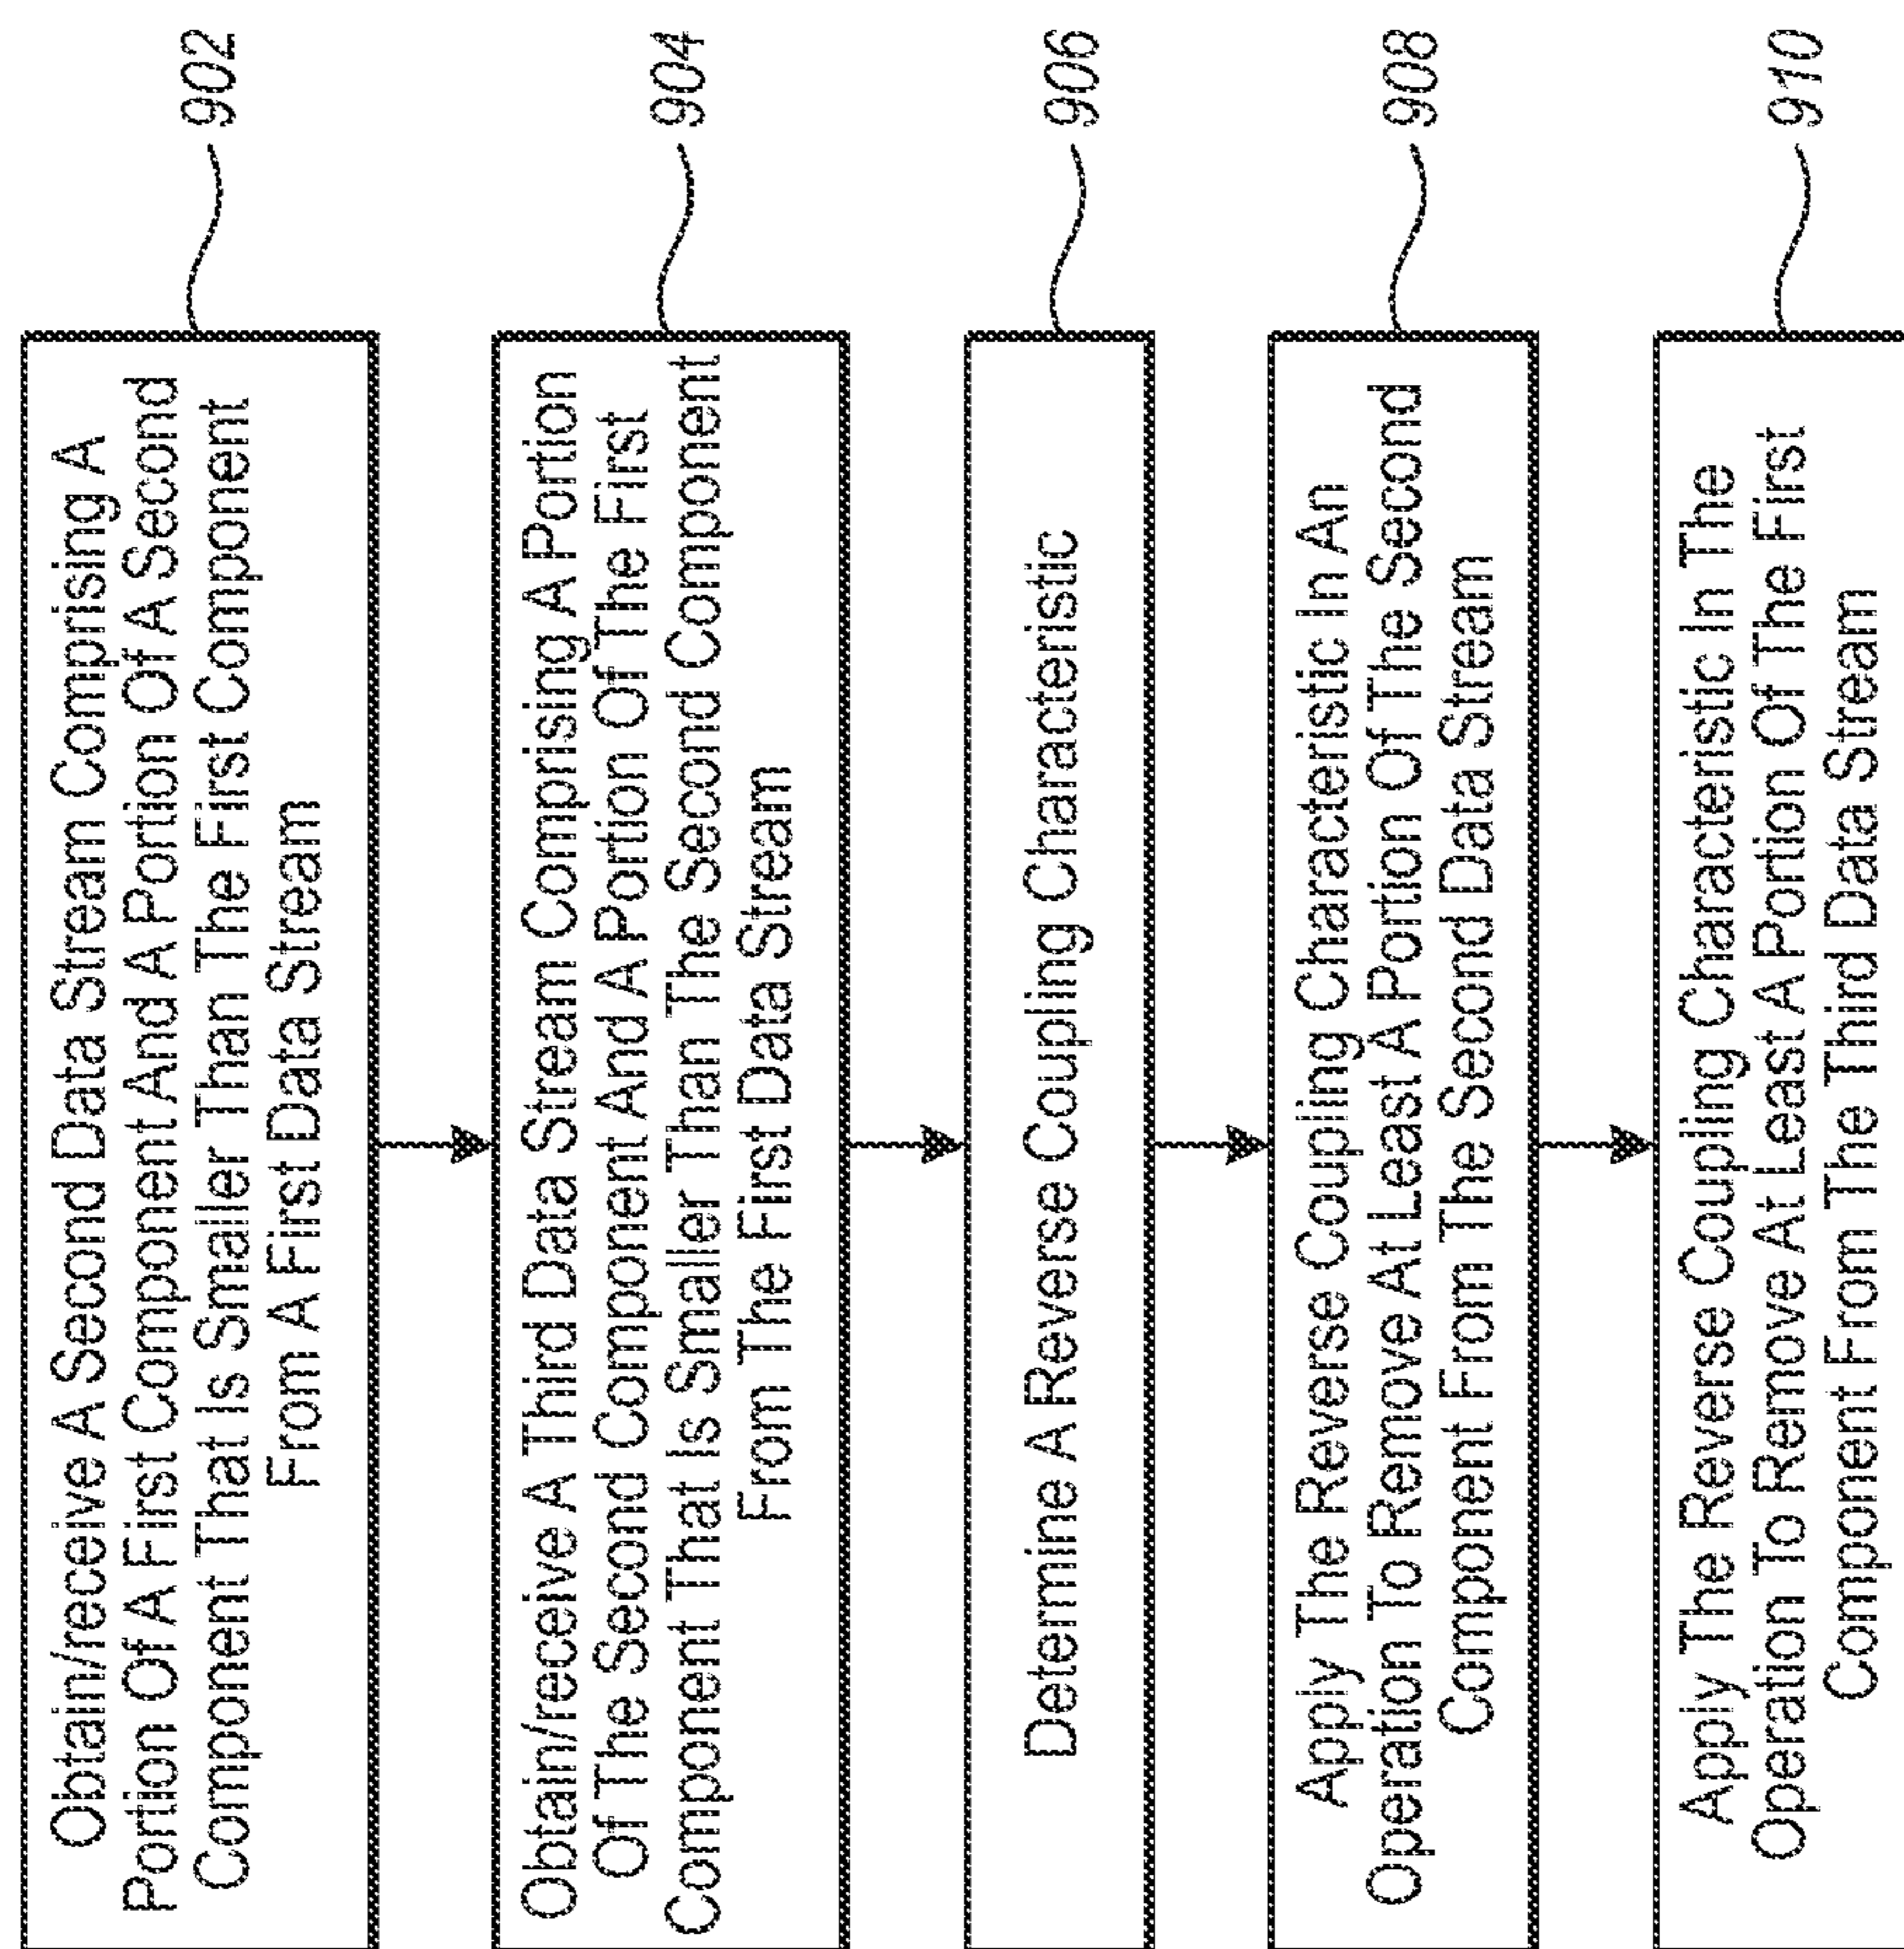 Obtain/receive A Second Data Stream Comprising A
Portion Of A First Component And A Portion Of A Second
Component That Is Smaller Than The First Component
From A First Data Stream
902
Obtain/receive A Third Data Stream Comprising A Portion
Of The Second Component And A Portion Of The First
Component That Is Smaller Than The Second Component
From The First Data Stream
904
Determine A Reverse Coupling Characteristic
906
Apply The Reverse Coupling Characteristic In An
Operation To Remove At Least A Portion Of The Second
Component From The Second Data Stream
908
Apply The Reverse Coupling Characteristic In The
Operation To Remove At Least A Portion Of The First
Component From The Third Data Stream
910